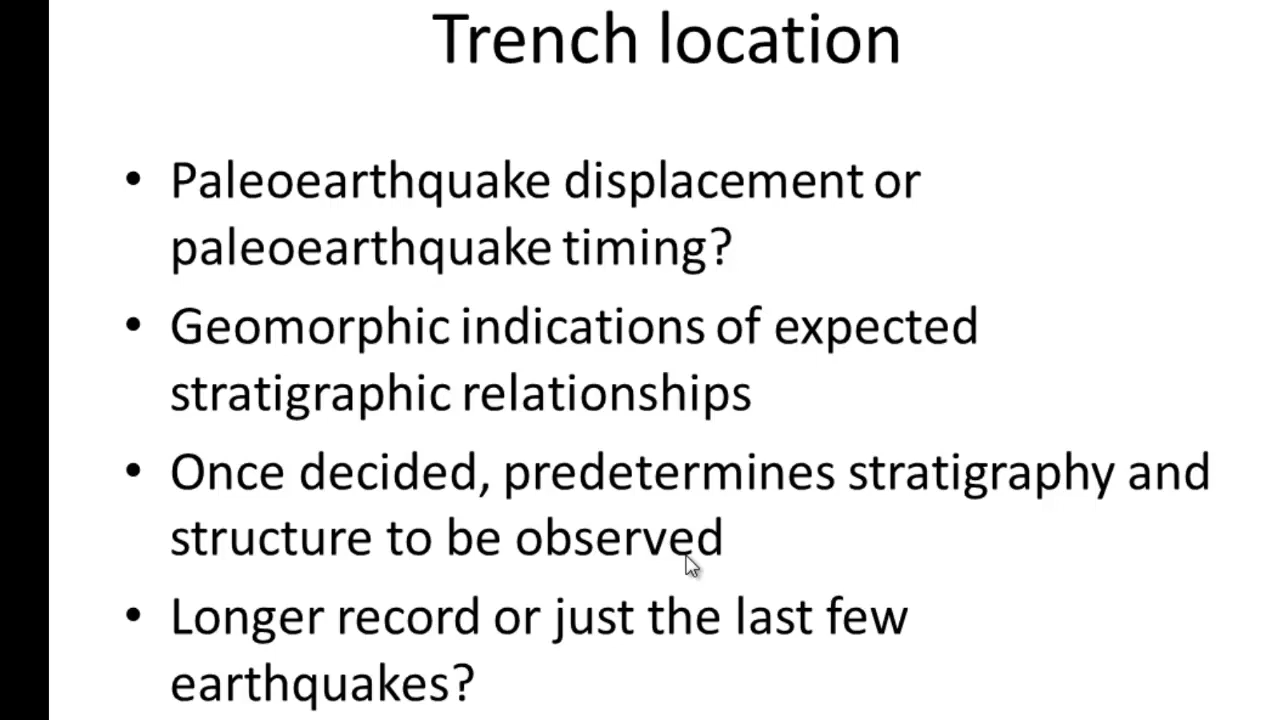 Trench location
• Paleoearthquake displacement or
paleoearthquake timing?
• Geomorphic indications of expected
stratigraphic relationships
• Once decided, predetermines stratigraphy and
structure to be observed
• Longer record or just the last few
earthquakes?